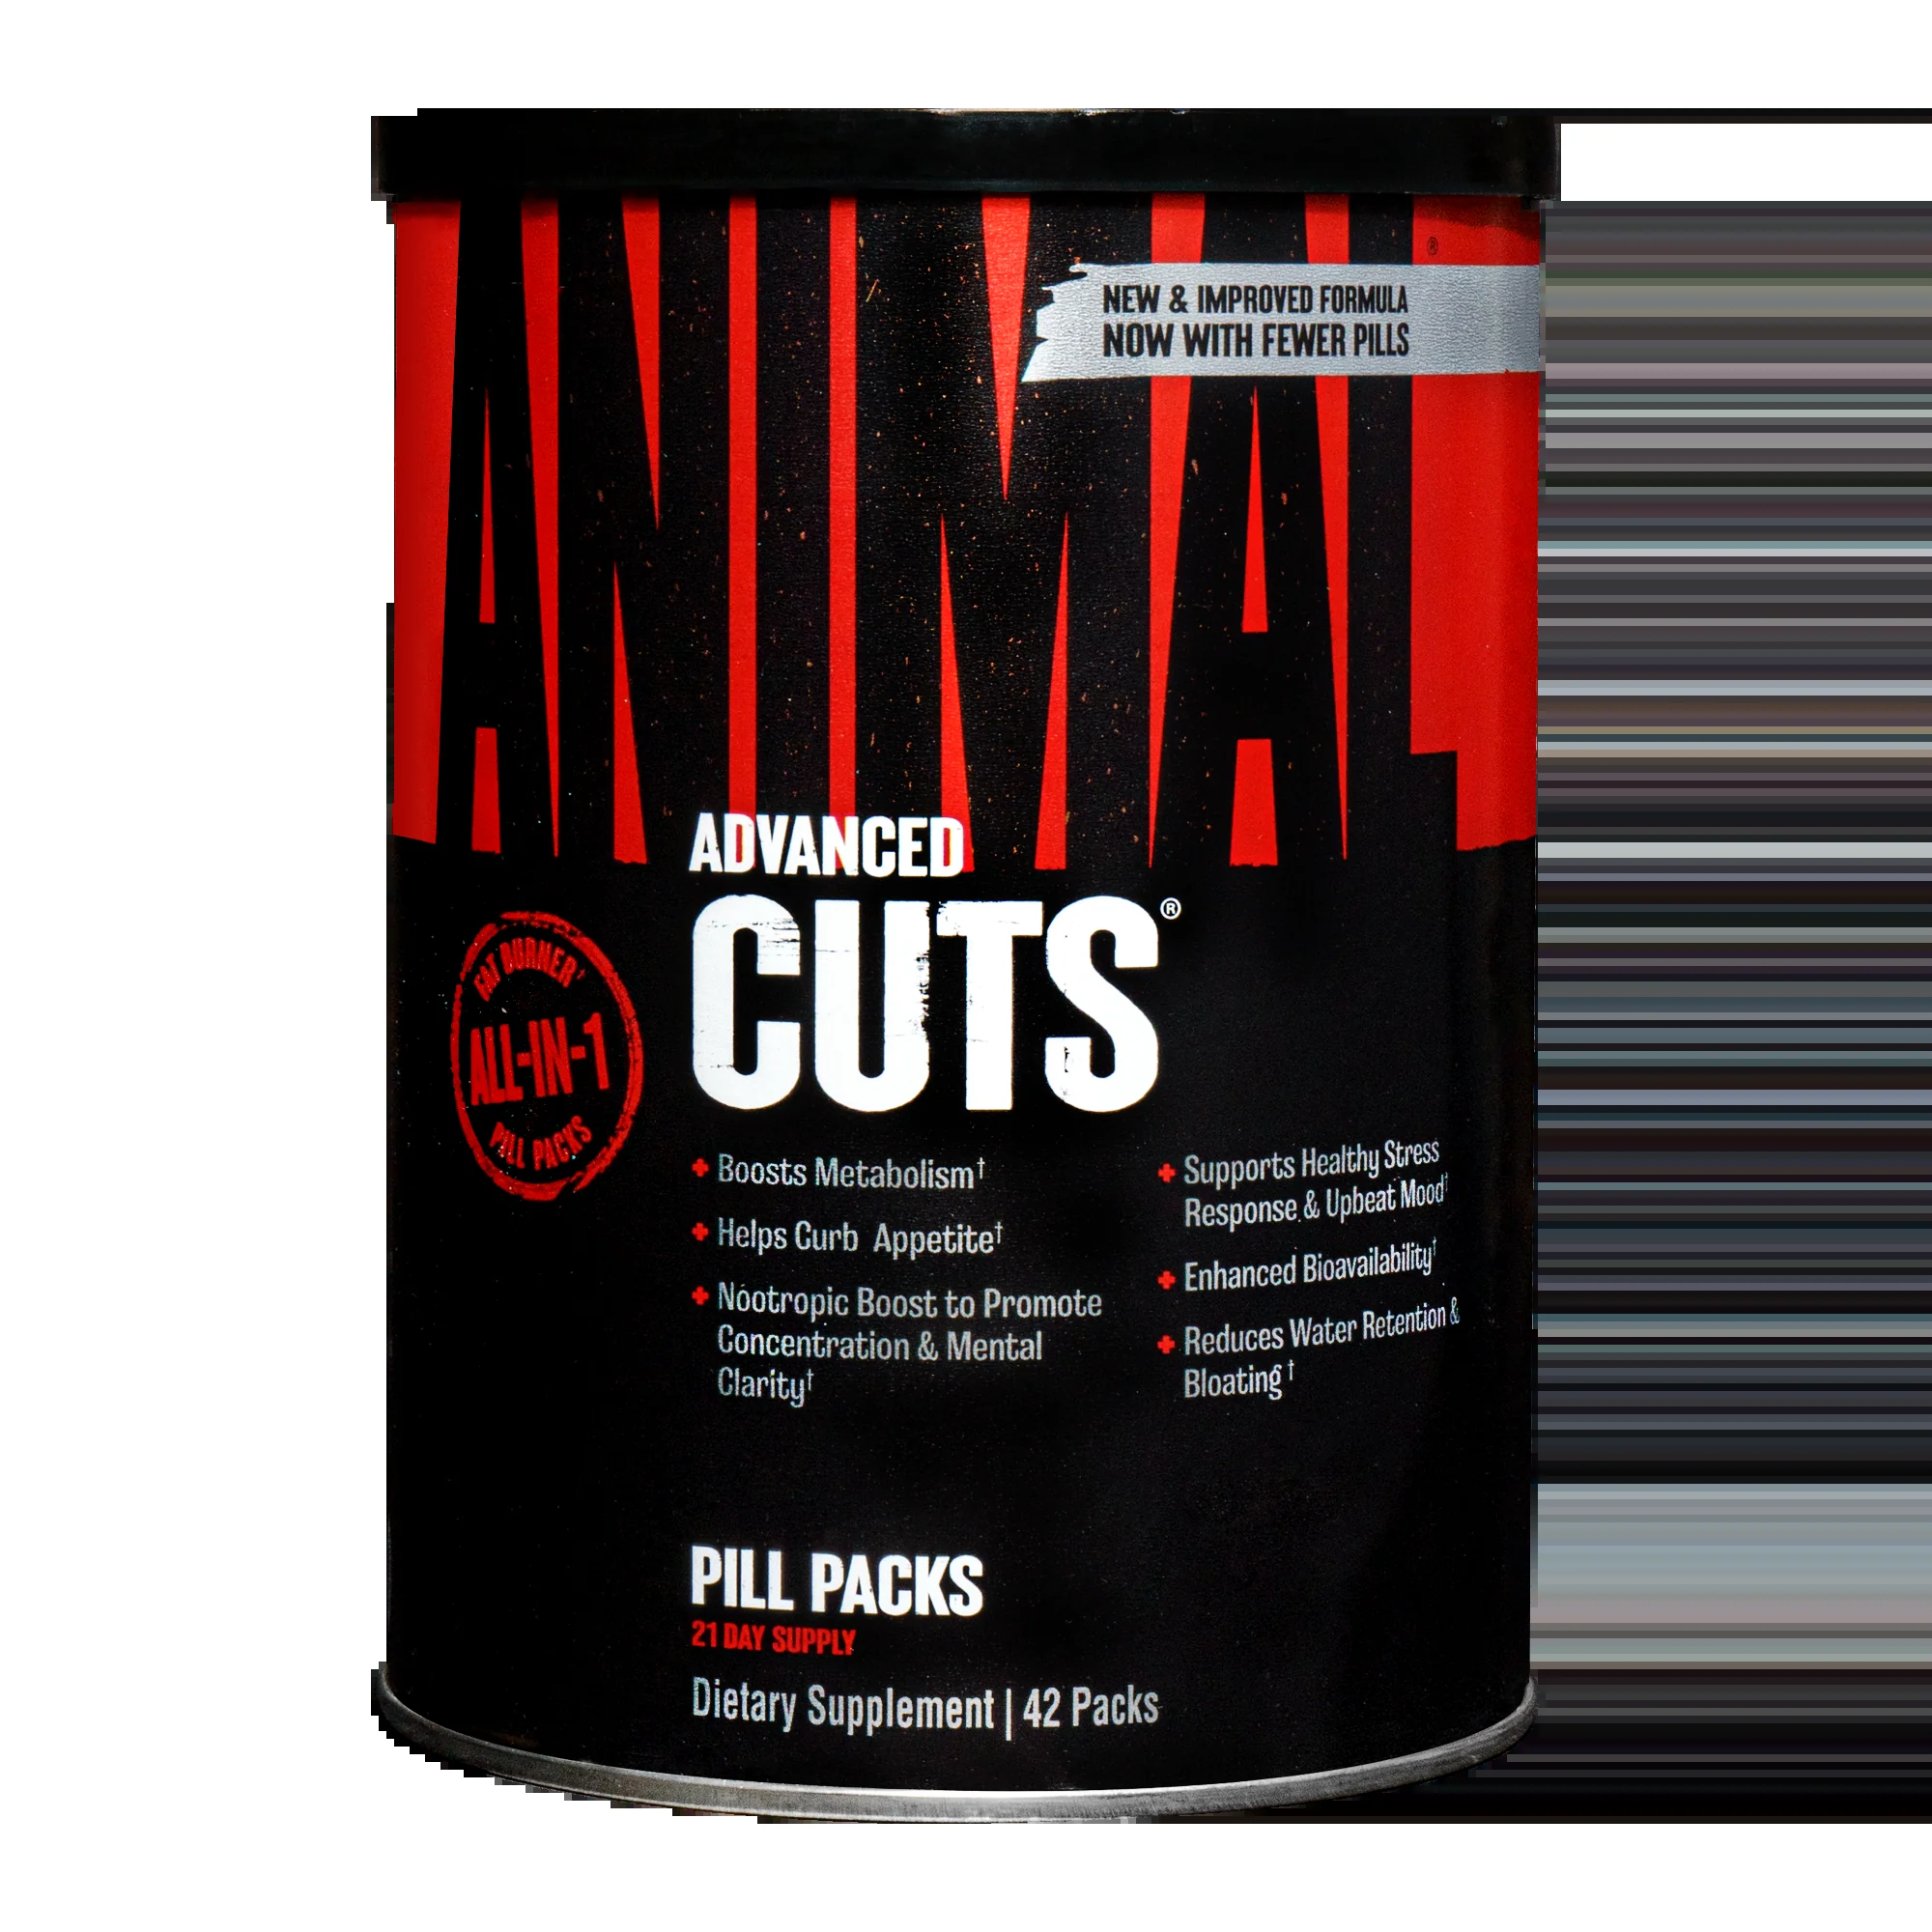 ANIMAL®
NEW & IMPROVED FORMULA
NOW WITH FEWER PILLS
ADVANCED
CUTS®
FAT BURNER†
ALL-IN-1
PILL PACKS
Boosts Metabolism†
Helps Curb Appetite†
Nootropic Boost to Promote
Concentration & Mental
Clarity†
Supports Healthy Stress
Response & Upbeat Mood†
Enhanced Bioavailability†
Reduces Water Retention &
Bloating †
PILL PACKS
21 DAY SUPPLY
Dietary Supplement | 42 Packs